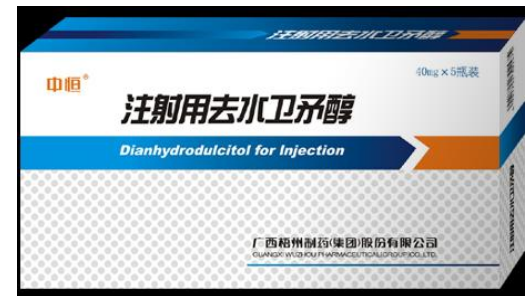 注射用去水卫矛醇
中恒®
40mg×5瓶装
注射用去水卫矛醇
Dianhydrodulcitol for Injection
广西梧州制药(集团)股份有限公司
GUANGXI WUZHOU PHARMACEUTICAL(GROUP)CO.,LTD.